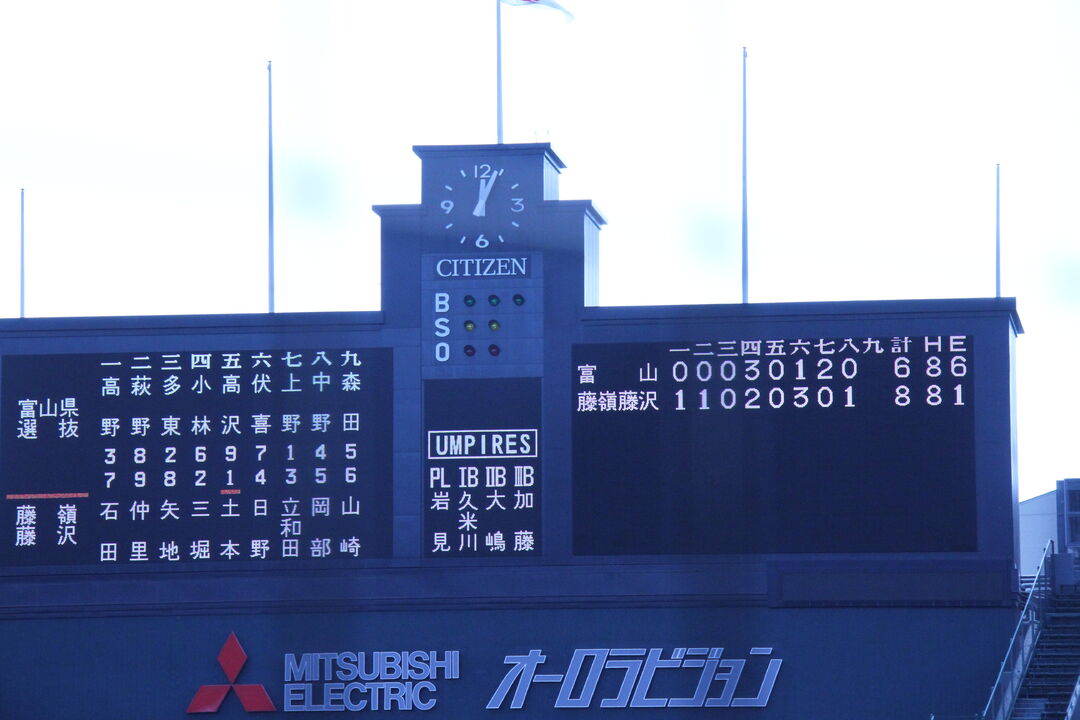 12
9 3
6
CITIZEN
B
S
O
一 二 三 四 五 六 七 八 九
富山県選抜
高野 萩野 多東 小林 高沢 伏喜 上野 中野 森田
3 8 2 6 9 7 1 4 5
7 9 8 2 1 4 3 5 6
藤嶺藤沢
石田 仲里 矢地 三堀 土本 日野 立和田 岡部 山崎
UMPIRES
PL IB ⅡB ⅢB
岩見 久米川 大嶋 加藤
一二三四五六七八九 計 H E
富山 0 0 0 3 0 1 2 0 6 8 6
藤嶺藤沢 1 1 0 2 0 3 0 1 8 8 1
MITSUBISHI ELECTRIC
オーロラビジョン